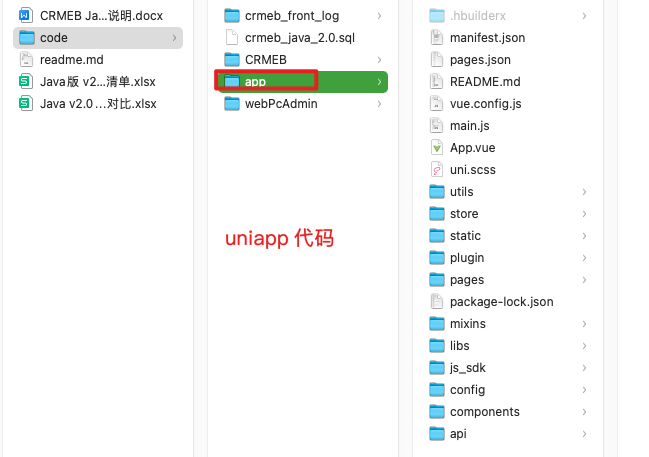 CRMEB Ja...说明.docx
code
readme.md
Java版 v2...清单.xlsx
Java v2.0 ...对比.xlsx
crmeb_front_log
crmeb_java_2.0.sql
CRMEB
app
webPcAdmin
uniapp 代码
.hbuilderx
manifest.json
pages.json
README.md
vue.config.js
main.js
App.vue
uni.scss
utils
store
static
plugin
pages
package-lock.json
mixins
libs
js_sdk
config
components
api